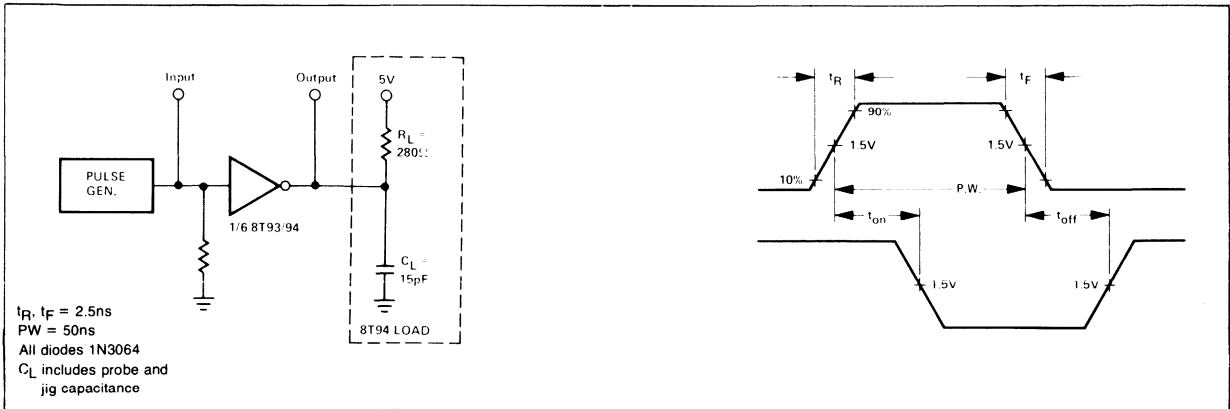 Input
Output
5V
R_L =
280Ω
PULSE
GEN.
1/6 8T93/94
C_L =
15pF
8T94 LOAD
t_R, t_F = 2.5ns
PW = 50ns
All diodes 1N3064
C_L includes probe and
jig capacitance
t_R
t_F
90%
1.5V
1.5V
10%
P.W.
t_on
t_off
1.5V
1.5V